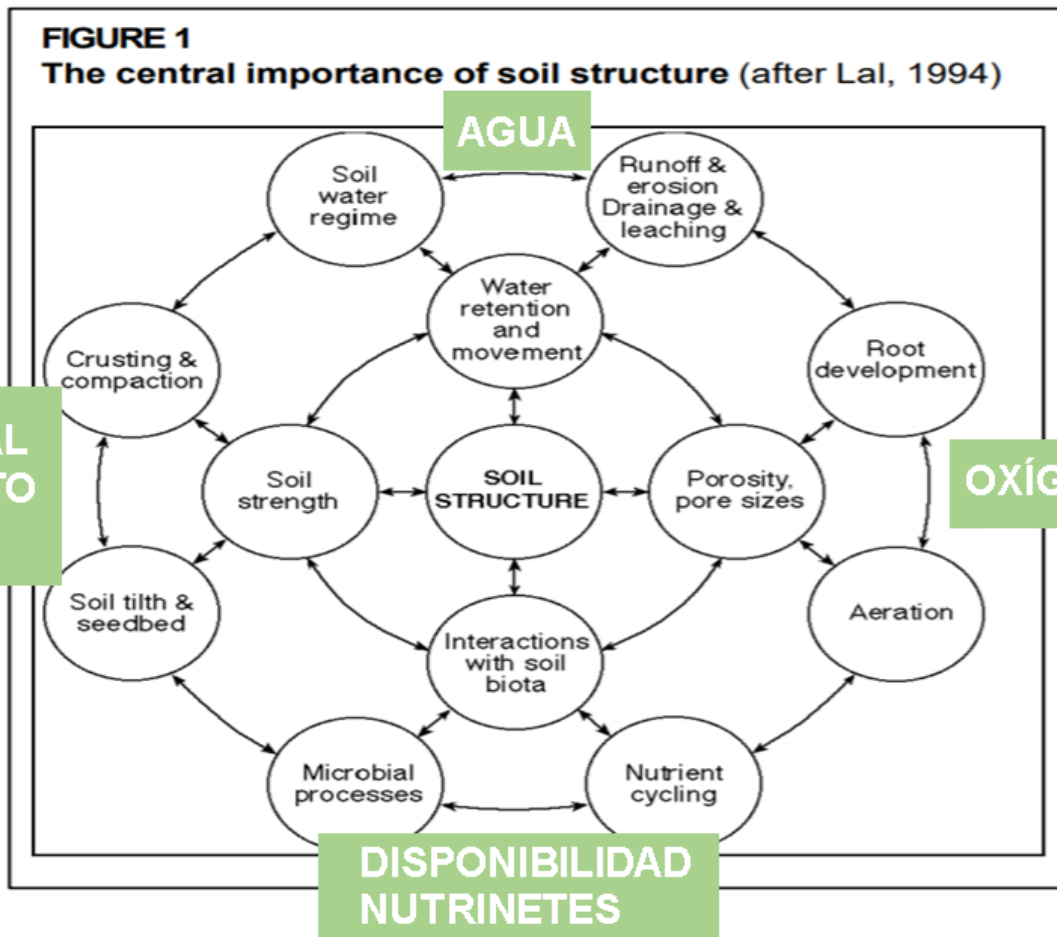 FIGURE 1
The central importance of soil structure (after Lal, 1994)
AGUA
Soil
water
regime
Runoff &
erosion
Drainage &
leaching
Water
retention
and
movement
Crusting &
compaction
Root
development
AL
TO
Soil
strength
SOIL
STRUCTURE
Porosity,
pore sizes
OXÍG
Soil tilth &
seedbed
Interactions
with soil
biota
Aeration
Microbial
processes
Nutrient
cycling
DISPONIBILIDAD
NUTRINETES